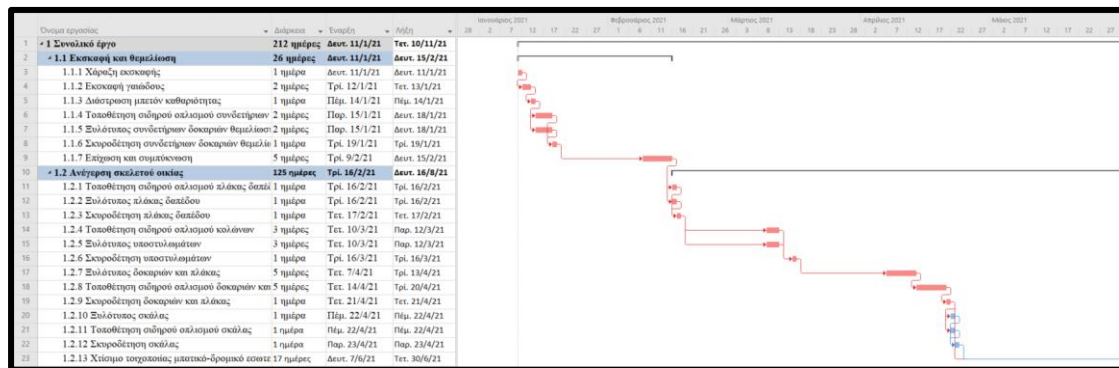 Ιανουάριος 2021 Φεβρουάριος 2021 Μάρτιος 2021 Απρίλιος 2021 Μάιος 2021
Όνομα εργασίας Διάρκεια Έναρξη Λήξη 28 2 7 12 17 22 27 1 6 11 16 21 26 3 8 13 18 23 28 2 7 12 17 22 27 2 7 12 17 22 27
1 1 Συνολικό έργο 212 ημέρες Δευτ. 11/1/21 Τετ. 10/11/21
2 1.1 Εκσκαφή και θεμελίωση 26 ημέρες Δευτ. 11/1/21 Δευτ. 15/2/21
3 1.1.1 Χάραξη εκσκαφής 1 ημέρα Δευτ. 11/1/21 Δευτ. 11/1/21
4 1.1.2 Εκσκαφή γαιώδους 2 ημέρες Τρί. 12/1/21 Τετ. 13/1/21
5 1.1.3 Διάστρωση μπετόν καθαριότητας 1 ημέρα Πέμ. 14/1/21 Πέμ. 14/1/21
6 1.1.4 Τοποθέτηση σιδηρού οπλισμού συνδετήριων 2 ημέρες Παρ. 15/1/21 Δευτ. 18/1/21
7 1.1.5 Ξυλότυπος συνδετήριων δοκαριών θεμελίωσ 2 ημέρες Παρ. 15/1/21 Δευτ. 18/1/21
8 1.1.6 Σκυροδέτηση συνδετήριων δοκαριών θεμελίω 1 ημέρα Τρί. 19/1/21 Τρί. 19/1/21
9 1.1.7 Επίχωση και συμπύκνωση 5 ημέρες Τρί. 9/2/21 Δευτ. 15/2/21
10 1.2 Ανέγερση σκελετού οικίας 125 ημέρες Τρί. 16/2/21 Δευτ. 16/8/21
11 1.2.1 Τοποθέτηση σιδηρού οπλισμού πλάκας δαπέ 1 ημέρα Τρί. 16/2/21 Τρί. 16/2/21
12 1.2.2 Ξυλότυπος πλάκας δαπέδου 1 ημέρα Τρί. 16/2/21 Τρί. 16/2/21
13 1.2.3 Σκυροδέτηση πλάκας δαπέδου 1 ημέρα Τετ. 17/2/21 Τετ. 17/2/21
14 1.2.4 Τοποθέτηση σιδηρού οπλισμού κολώνων 3 ημέρες Τετ. 10/3/21 Παρ. 12/3/21
15 1.2.5 Ξυλότυπος υποστυλωμάτων 3 ημέρες Τετ. 10/3/21 Παρ. 12/3/21
16 1.2.6 Σκυροδέτηση υποστυλωμάτων 1 ημέρα Τρί. 16/3/21 Τρί. 16/3/21
17 1.2.7 Ξυλότυπος δοκαριών και πλάκας 5 ημέρες Τετ. 7/4/21 Τρί. 13/4/21
18 1.2.8 Τοποθέτηση σιδηρού οπλισμού δοκαριών και 5 ημέρες Τετ. 14/4/21 Τρί. 20/4/21
19 1.2.9 Σκυροδέτηση δοκαριών και πλάκας 1 ημέρα Τετ. 21/4/21 Τετ. 21/4/21
20 1.2.10 Ξυλότυπος σκάλας 1 ημέρα Πέμ. 22/4/21 Πέμ. 22/4/21
21 1.2.11 Τοποθέτηση σιδηρού οπλισμού σκάλας 1 ημέρα Πέμ. 22/4/21 Πέμ. 22/4/21
22 1.2.12 Σκυροδέτηση σκάλας 1 ημέρα Παρ. 23/4/21 Παρ. 23/4/21
23 1.2.13 Χτίσιμο τοιχοποιίας μπατικό-δρομικό εσωτε 17 ημέρες Δευτ. 7/6/21 Τετ. 30/6/21